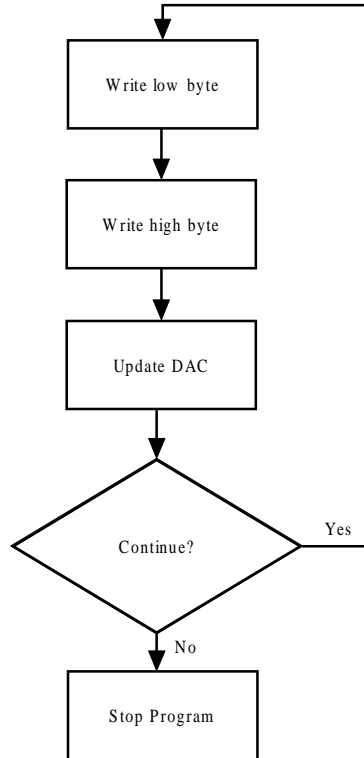 Write low byte
Write high byte
Update DAC
Continue?
Yes
No
Stop Program